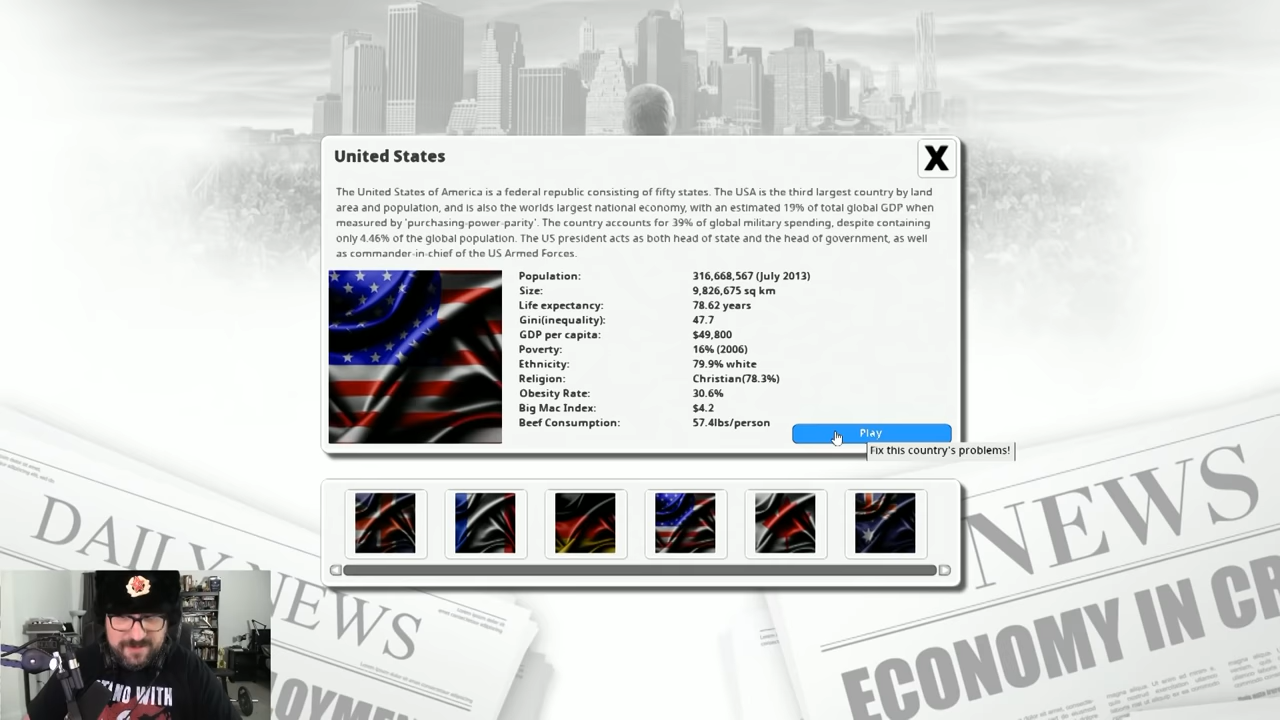 United States
X
The United States of America is a federal republic consisting of fifty states. The USA is the third largest country by land
area and population, and is also the worlds largest national economy, with an estimated 19% of total global GDP when
measured by 'purchasing-power-parity'. The country accounts for 39% of global military spending, despite containing
only 4.46% of the global population. The US president acts as both head of state and the head of government, as well
as commander-in-chief of the US Armed Forces.
Population: 316,668,567 (July 2013)
Size: 9,826,675 sq km
Life expectancy: 78.62 years
Gini(inequality): 47.7
GDP per capita: $49,800
Poverty: 16% (2006)
Ethnicity: 79.9% white
Religion: Christian(78.3%)
Obesity Rate: 30.6%
Big Mac Index: $4.2
Beef Consumption: 57.4lbs/person
Play
Fix this country's problems!
DAILY NEWS
NEWS
ECONOMY IN CR
WITH